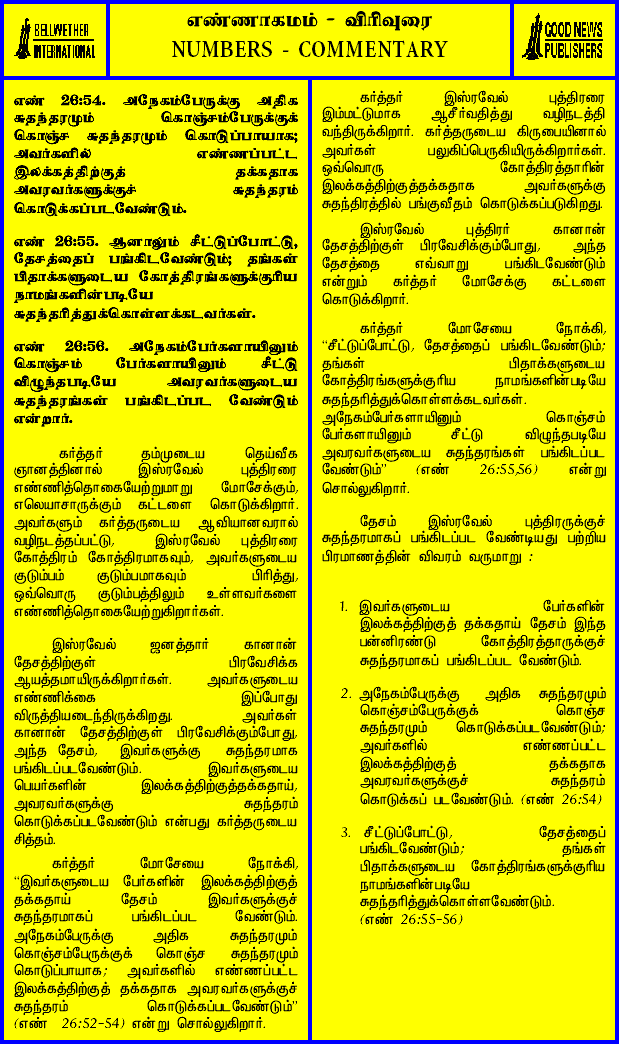 BELLWETHER
INTERNATIONAL
எண்ணாகமம் - விரிவுரை
NUMBERS - COMMENTARY
GOOD NEWS
PUBLISHERS
எண் 26:54. அநேகம்பேருக்கு அதிக
சுதந்தரமும் கொஞ்சம்பேருக்குக்
கொஞ்ச சுதந்தரமும் கொடுப்பாயாக;
அவர்களில் எண்ணப்பட்ட
இலக்கத்திற்குத் தக்கதாக
அவரவர்களுக்குச் சுதந்தரம்
கொடுக்கப்படவேண்டும்.
எண் 26:55. ஆனாலும் சீட்டுப்போட்டு,
தேசத்தைப் பங்கிடவேண்டும்; தங்கள்
பிதாக்களுடைய கோத்திரங்களுக்குரிய
நாமங்களின்படியே
சுதந்தரித்துக்கொள்ளக்கடவர்கள்.
எண் 26:56. அநேகம்பேர்களாயினும்
கொஞ்சம் பேர்களாயினும் சீட்டு
விழுந்தபடியே அவரவர்களுடைய
சுதந்தரங்கள் பங்கிடப்பட வேண்டும்
என்றார்.
கர்த்தர் தம்முடைய தெய்வீக
ஞானத்தினால் இஸ்ரவேல் புத்திரரை
எண்ணித்தொகையேற்றுமாறு மோசேக்கும்,
எலெயாசாருக்கும் கட்டளை கொடுக்கிறார்.
அவர்களும் கர்த்தருடைய ஆவியானவரால்
வழிநடத்தப்பட்டு, இஸ்ரவேல் புத்திரரை
கோத்திரம் கோத்திரமாகவும், அவர்களுடைய
குடும்பம் குடும்பமாகவும் பிரித்து,
ஒவ்வொரு குடும்பத்திலும் உள்ளவர்களை
எண்ணித்தொகையேற்றுகிறார்கள்.
இஸ்ரவேல் ஜனத்தார் கானான்
தேசத்திற்குள் பிரவேசிக்க
ஆயத்தமாயிருக்கிறார்கள். அவர்களுடைய
எண்ணிக்கை இப்போது
விருத்தியடைந்திருக்கிறது. அவர்கள்
கானான் தேசத்திற்குள் பிரவேசிக்கும்போது,
அந்த தேசம், இவர்களுக்கு சுதந்தரமாக
பங்கிடப்படவேண்டும். இவர்களுடைய
பெயர்களின் இலக்கத்திற்குத்தக்கதாய்,
அவரவர்களுக்கு சுதந்தரம்
கொடுக்கப்படவேண்டும் என்பது கர்த்தருடைய
சித்தம்.
கர்த்தர் மோசேயை நோக்கி,
“இவர்களுடைய பேர்களின் இலக்கத்திற்குத்
தக்கதாய் தேசம் இவர்களுக்குச்
சுதந்தரமாகப் பங்கிடப்பட வேண்டும்.
அநேகம்பேருக்கு அதிக சுதந்தரமும்
கொஞ்சம்பேருக்குக் கொஞ்ச சுதந்தரமும்
கொடுப்பாயாக; அவர்களில் எண்ணப்பட்ட
இலக்கத்திற்குத் தக்கதாக அவரவர்களுக்குச்
சுதந்தரம் கொடுக்கப்படவேண்டும்”
(எண் 26:52-54) என்று சொல்லுகிறார்.
கர்த்தர் இஸ்ரவேல் புத்திரரை
இம்மட்டுமாக ஆசீர்வதித்து வழிநடத்தி
வந்திருக்கிறார். கர்த்தருடைய கிருபையினால்
அவர்கள் பலுகிப்பெருகியிருக்கிறார்கள்.
ஒவ்வொரு கோத்திரத்தாரின்
இலக்கத்திற்குத்தக்கதாக அவர்களுக்கு
சுதந்திரத்தில் பங்குவீதம் கொடுக்கப்படுகிறது.
இஸ்ரவேல் புத்திரர் கானான்
தேசத்திற்குள் பிரவேசிக்கும்போது, அந்த
தேசத்தை எவ்வாறு பங்கிடவேண்டும்
என்றும் கர்த்தர் மோசேக்கு கட்டளை
கொடுக்கிறார்.
கர்த்தர் மோசேயை நோக்கி,
“சீட்டுப்போட்டு, தேசத்தைப் பங்கிடவேண்டும்;
தங்கள் பிதாக்களுடைய
கோத்திரங்களுக்குரிய நாமங்களின்படியே
சுதந்தரித்துக்கொள்ளக்கடவர்கள்.
அநேகம்பேர்களாயினும் கொஞ்சம்
பேர்களாயினும் சீட்டு விழுந்தபடியே
அவரவர்களுடைய சுதந்தரங்கள் பங்கிடப்பட
வேண்டும்” (எண் 26:55,56) என்று
சொல்லுகிறார்.
தேசம் இஸ்ரவேல் புத்திரருக்குச்
சுதந்தரமாகப் பங்கிடப்பட வேண்டியது பற்றிய
பிரமாணத்தின் விவரம் வருமாறு :
1. இவர்களுடைய பேர்களின்
இலக்கத்திற்குத் தக்கதாய் தேசம் இந்த
பன்னிரண்டு கோத்திரத்தாருக்குச்
சுதந்தரமாகப் பங்கிடப்பட வேண்டும்.
2. அநேகம்பேருக்கு அதிக சுதந்தரமும்
கொஞ்சம்பேருக்குக் கொஞ்ச
சுதந்தரமும் கொடுக்கப்படவேண்டும்;
அவர்களில் எண்ணப்பட்ட
இலக்கத்திற்குத் தக்கதாக
அவரவர்களுக்குச் சுதந்தரம்
கொடுக்கப் படவேண்டும். (எண் 26:54)
3. சீட்டுப்போட்டு, தேசத்தைப்
பங்கிடவேண்டும்; தங்கள்
பிதாக்களுடைய கோத்திரங்களுக்குரிய
நாமங்களின்படியே
சுதந்தரித்துக்கொள்ளவேண்டும்.
(எண் 26:55-56)